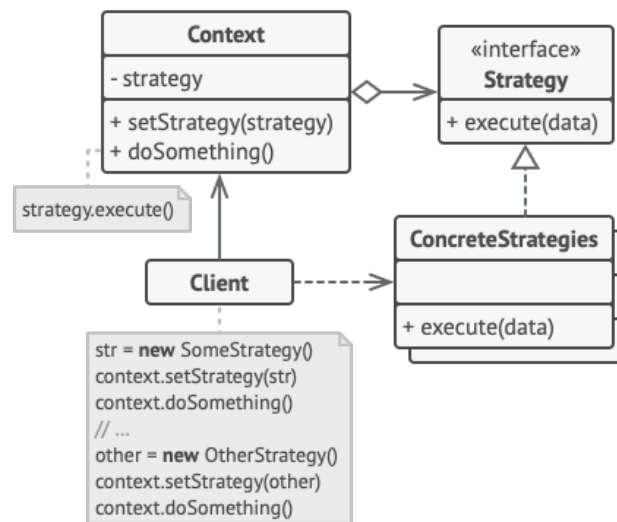 Context
- strategy
+ setStrategy(strategy)
+ doSomething()
strategy.execute()
«interface»
Strategy
+ execute(data)
ConcreteStrategies
+ execute(data)
Client
str = new SomeStrategy()
context.setStrategy(str)
context.doSomething()
// ...
other = new OtherStrategy()
context.setStrategy(other)
context.doSomething()